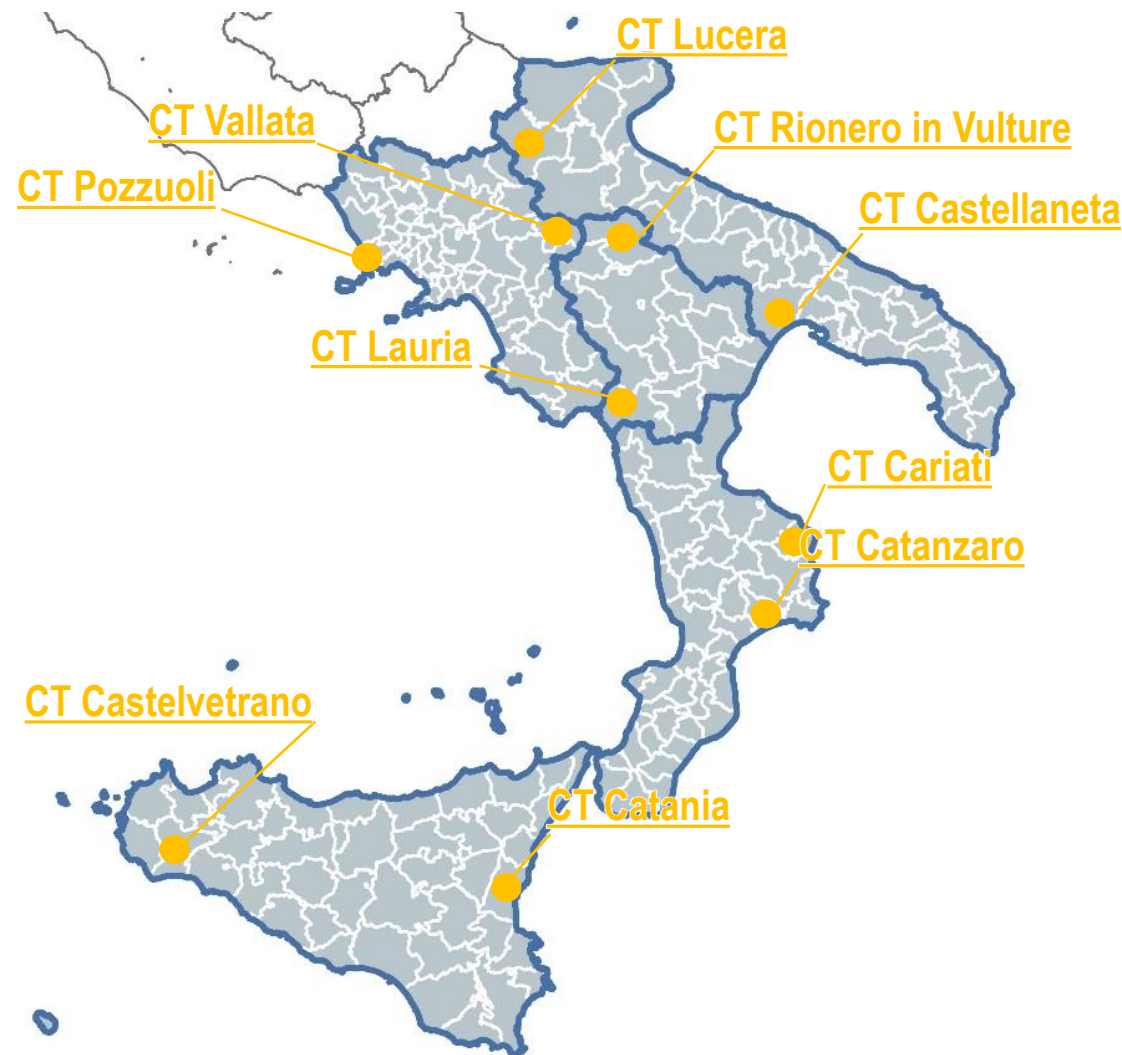 CT Lucera
CT Vallata
CT Rionero in Vulture
CT Pozzuoli
CT Castellaneta
CT Lauria
CT Cariati
CT Catanzaro
CT Castelvetrano
CT Catania